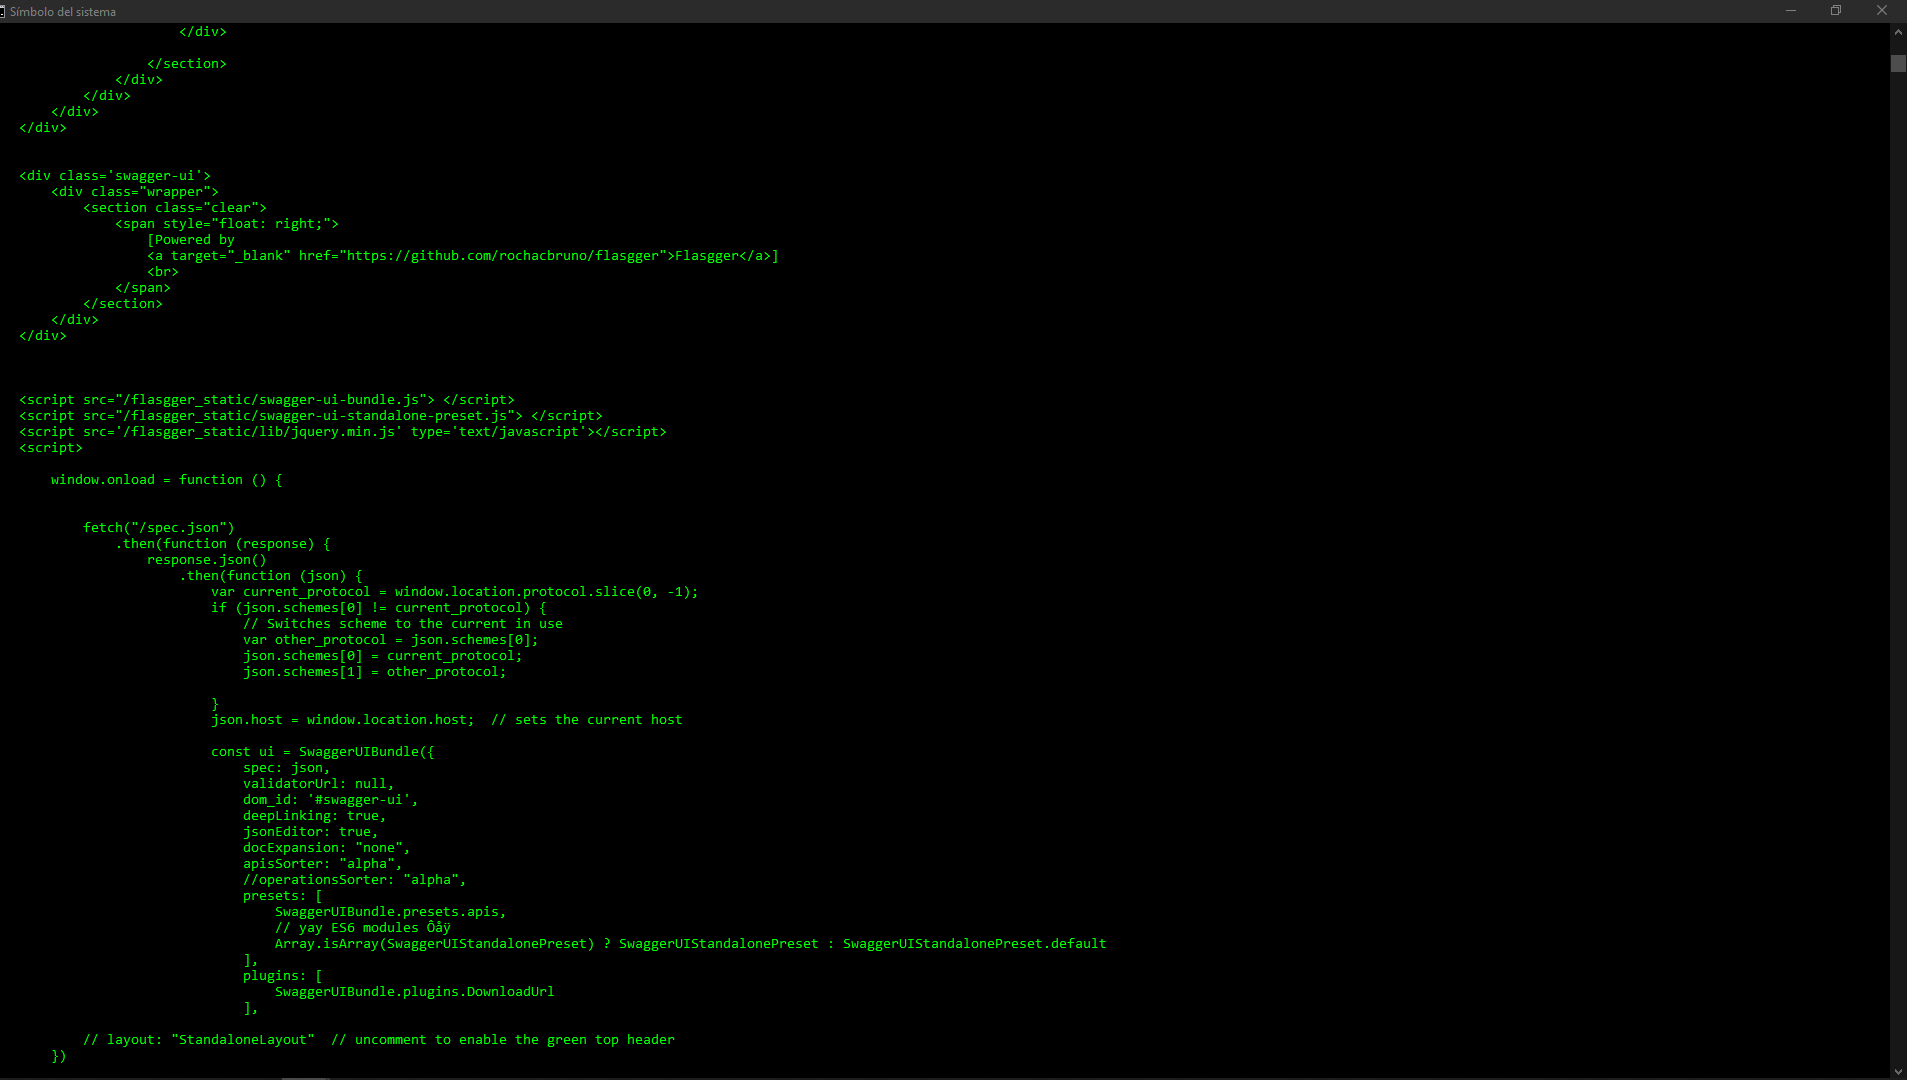 Símbolo del sistema
</div>
</section>
</div>
</div>
</div>
</div>
<div class='swagger-ui'>
<div class="wrapper">
<section class="clear">
<span style="float: right;">
[Powered by
<a target="_blank" href="https://github.com/rochacbruno/flasgger">Flasgger</a>]
<br>
</span>
</section>
</div>
</div>
<script src="/flasgger_static/swagger-ui-bundle.js"> </script>
<script src="/flasgger_static/swagger-ui-standalone-preset.js"> </script>
<script src='/flasgger_static/lib/jquery.min.js' type='text/javascript'></script>
<script>
window.onload = function () {
fetch("/spec.json")
.then(function (response) {
response.json()
.then(function (json) {
var current_protocol = window.location.protocol.slice(0, -1);
if (json.schemes[0] != current_protocol) {
// Switches scheme to the current in use
var other_protocol = json.schemes[0];
json.schemes[0] = current_protocol;
json.schemes[1] = other_protocol;
}
json.host = window.location.host;  // sets the current host
const ui = SwaggerUIBundle({
spec: json,
validatorUrl: null,
dom_id: '#swagger-ui',
deepLinking: true,
jsonEditor: true,
docExpansion: "none",
apisSorter: "alpha",
//operationsSorter: "alpha",
presets: [
SwaggerUIBundle.presets.apis,
// yay ES6 modules Ôåÿ
Array.isArray(SwaggerUIStandalonePreset) ? SwaggerUIStandalonePreset : SwaggerUIStandalonePreset.default
],
plugins: [
SwaggerUIBundle.plugins.DownloadUrl
],
// layout: "StandaloneLayout"  // uncomment to enable the green top header
})